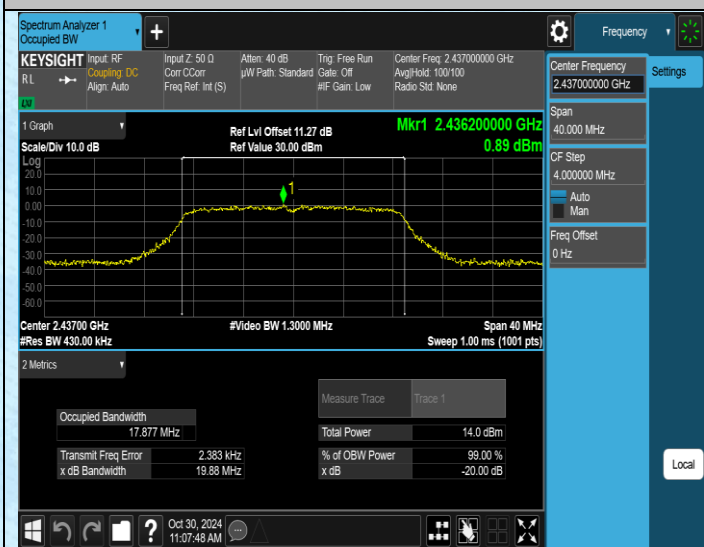 Spectrum Analyzer 1
Occupied BW
Frequency
KEYSIGHT
RL
Input: RF
Coupling: DC
Align: Auto
Input Z: 50 Ω
Corr CCorr
Freq Ref: Int (S)
Atten: 40 dB
µW Path: Standard
Trig: Free Run
Gate: Off
#IF Gain: Low
Center Freq: 2.437000000 GHz
Avg|Hold: 100/100
Radio Std: None
LXI
1 Graph
Scale/Div 10.0 dB
Ref Lvl Offset 11.27 dB
Ref Value 30.00 dBm
Mkr1 2.436200000 GHz
0.89 dBm
Log
20.0
10.0
0.00
-10.0
-20.0
-30.0
-40.0
-50.0
-60.0
1
Center 2.43700 GHz
#Res BW 430.00 kHz
#Video BW 1.3000 MHz
Span 40 MHz
Sweep 1.00 ms (1001 pts)
2 Metrics
Measure Trace Trace 1
Occupied Bandwidth
17.877 MHz
Total Power 14.0 dBm
Transmit Freq Error 2.383 kHz
% of OBW Power 99.00 %
x dB Bandwidth 19.88 MHz
x dB -20.00 dB
Center Frequency
2.437000000 GHz
Settings
Span
40.000 MHz
CF Step
4.000000 MHz
Auto
Man
Freq Offset
0 Hz
Local
?
Oct 30, 2024
11:07:48 AM